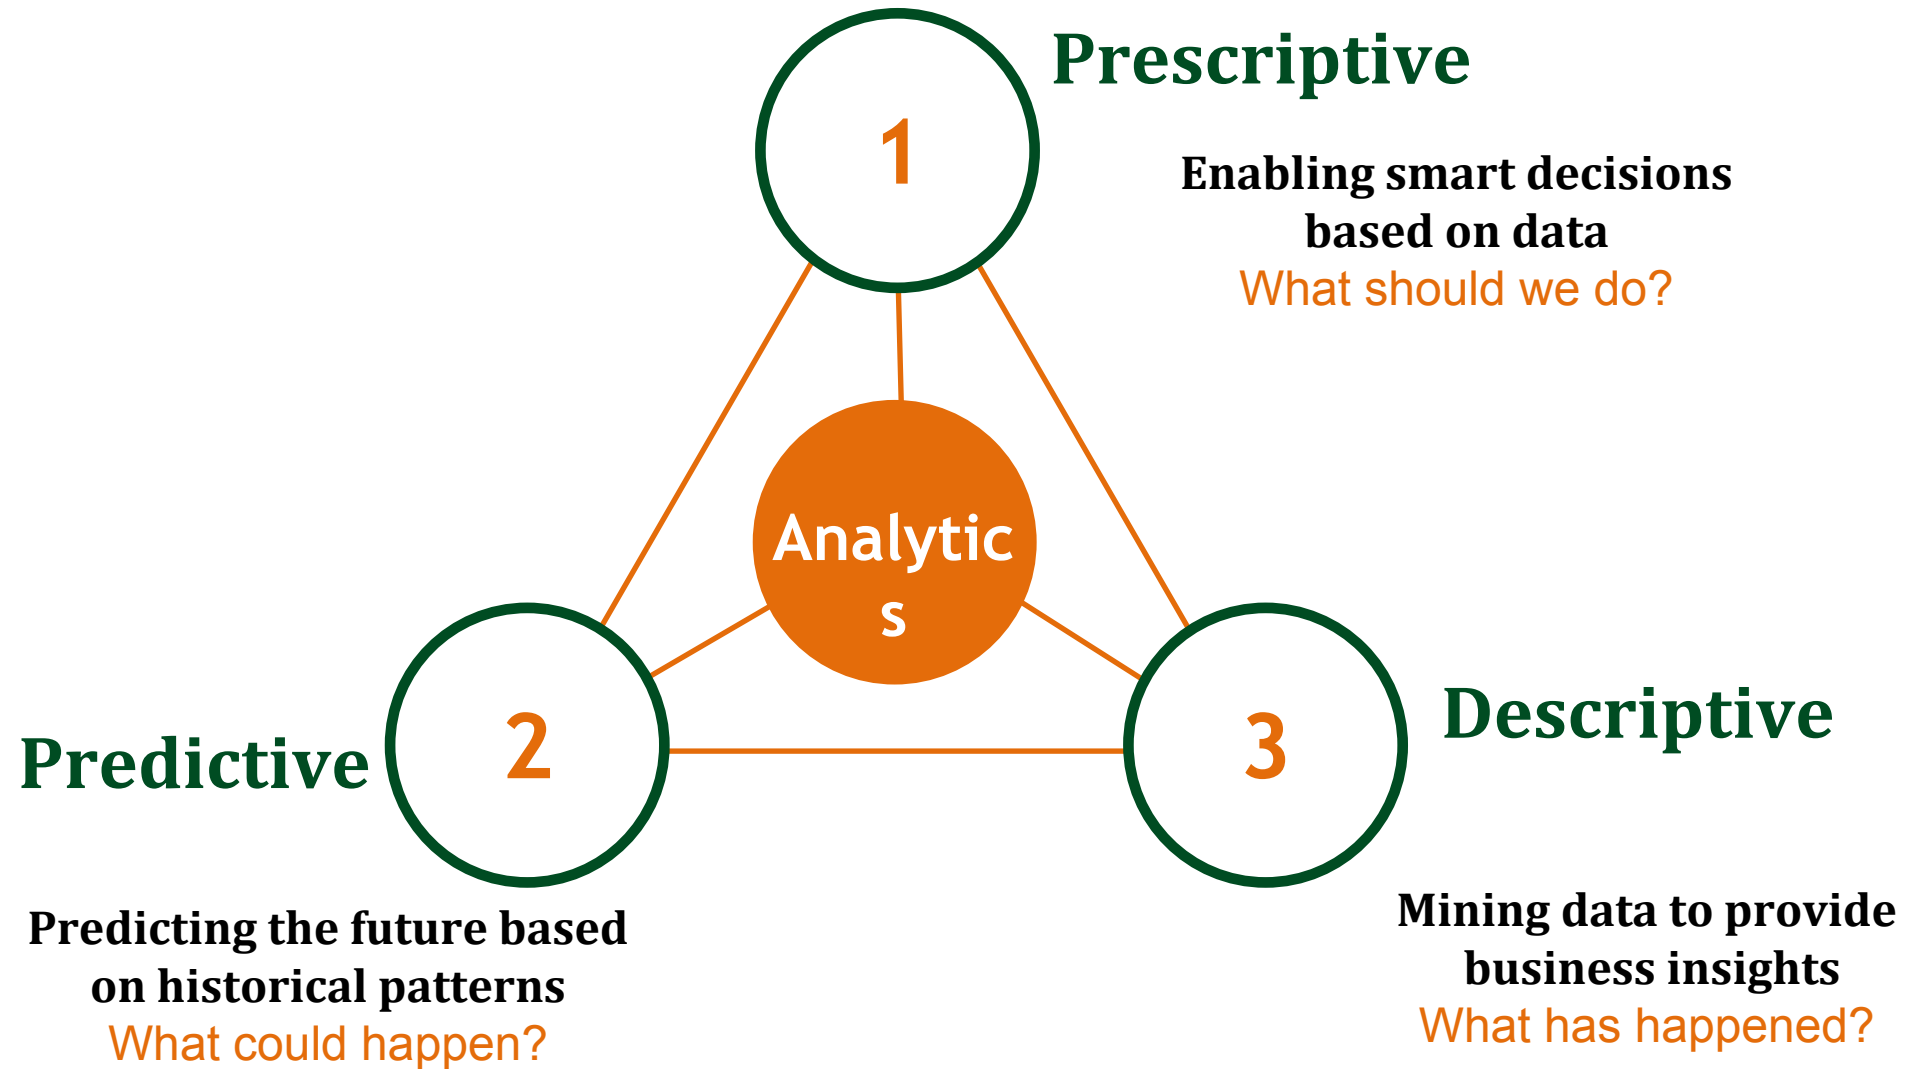 1
Prescriptive
Enabling smart decisions
based on data
What should we do?
Analytic
s
2
Predictive
Predicting the future based
on historical patterns
What could happen?
3
Descriptive
Mining data to provide
business insights
What has happened?